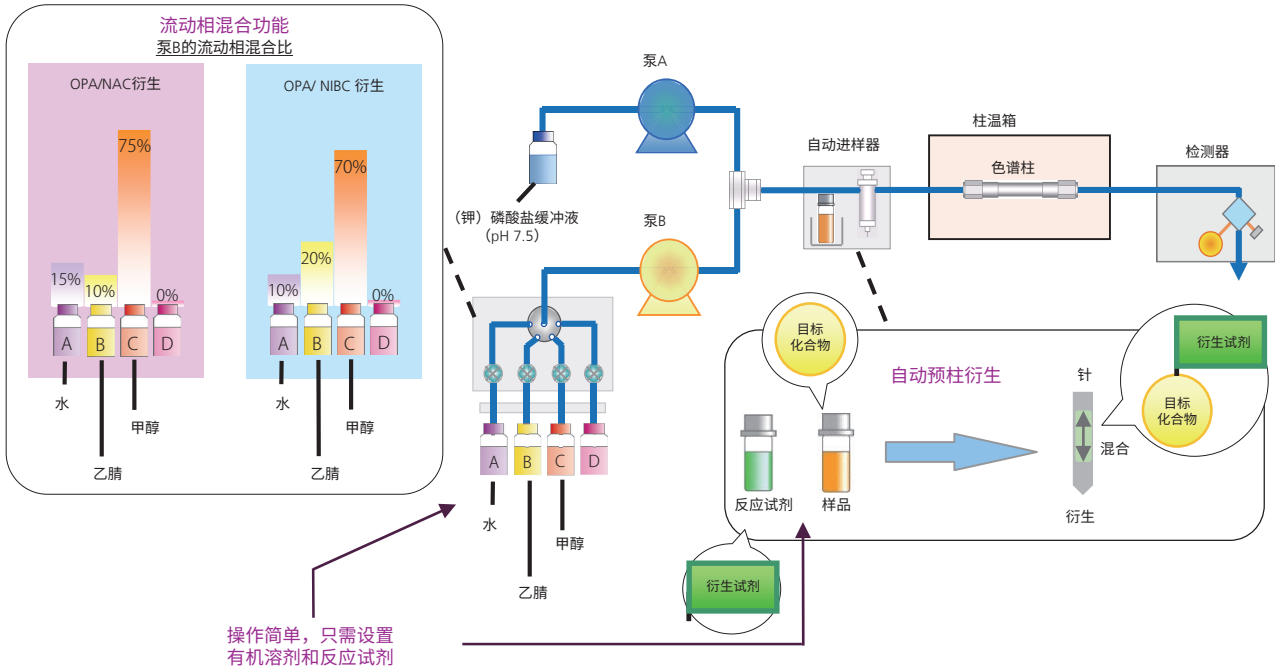 流动相混合功能
泵B的流动相混合比
OPA/NAC衍生
75%
15%
10%
0%
A
B
C
D
水
甲醇
乙腈
OPA/ NIBC 衍生
70%
20%
10%
0%
A
B
C
D
水
甲醇
乙腈
泵A
（钾）磷酸盐缓冲液
（pH 7.5）
泵B
自动进样器
柱温箱
色谱柱
检测器
A
B
C
D
水
甲醇
乙腈
目标
化合物
自动预柱衍生
反应试剂
样品
针
混合
衍生
衍生试剂
目标
化合物
衍生试剂
操作简单，只需设置
有机溶剂和反应试剂